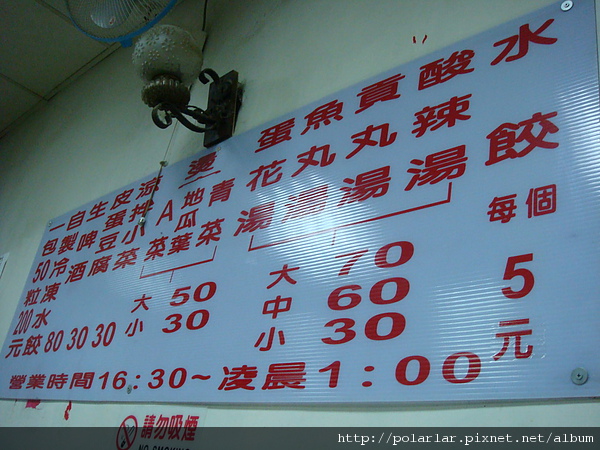 水餃
每個
5
元
酸辣湯
貢丸湯
魚丸湯
蛋花湯
大 70
中 60
小 30
燙
青菜
地瓜葉
A菜
大 50
小 30
涼拌小菜 30
皮蛋豆腐 30
生啤酒 80
自製冷凍水餃
一包50粒200元
營業時間16:30~凌晨1:00
請勿吸煙
NO SMOKING
http://polarlar.pixnet.net/album